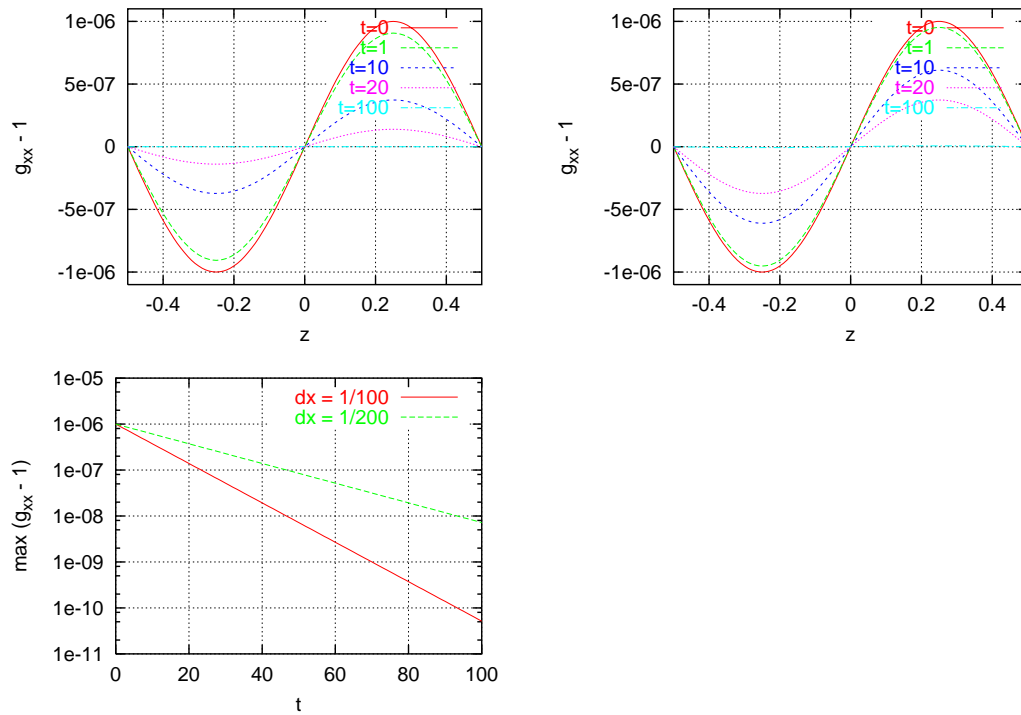 1e-06
5e-07
0
-5e-07
-1e-06
g_xx - 1
-0.4 -0.2 0 0.2 0.4
z
t=0
t=1
t=10
t=20
t=100
1e-06
5e-07
0
-5e-07
-1e-06
g_xx - 1
-0.4 -0.2 0 0.2 0.4
z
t=0
t=1
t=10
t=20
t=100
1e-05
1e-06
1e-07
1e-08
1e-09
1e-10
1e-11
max (g_xx - 1)
0 20 40 60 80 100
t
dx = 1/100
dx = 1/200